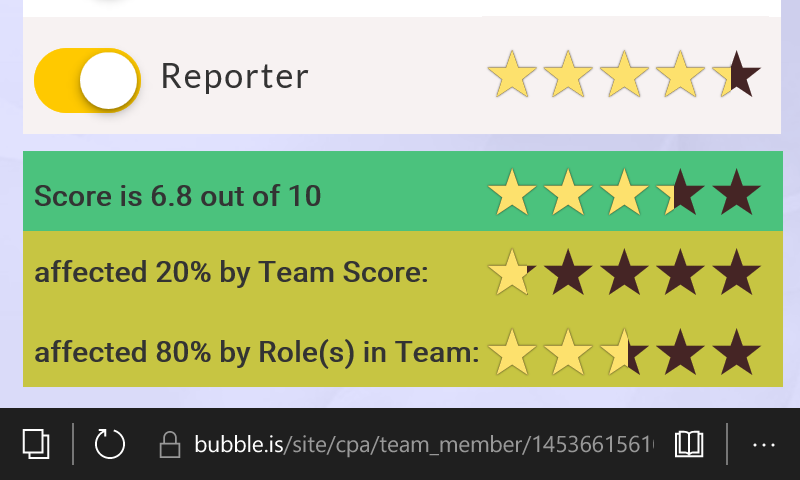 Reporter
Score is 6.8 out of 10
affected 20% by Team Score:
affected 80% by Role(s) in Team:
bubble.is/site/cpa/team_member/1453661561